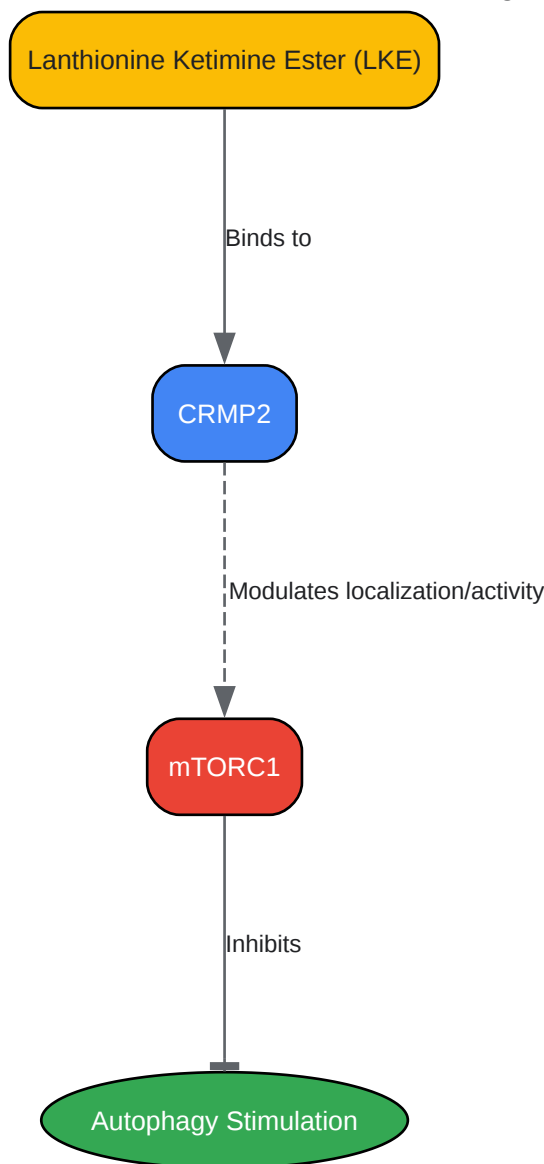 Lanthionine Ketimine Ester (LKE)
Binds to
CRMP2
Modulates localization/activity
mTORC1
Inhibits
Autophagy Stimulation